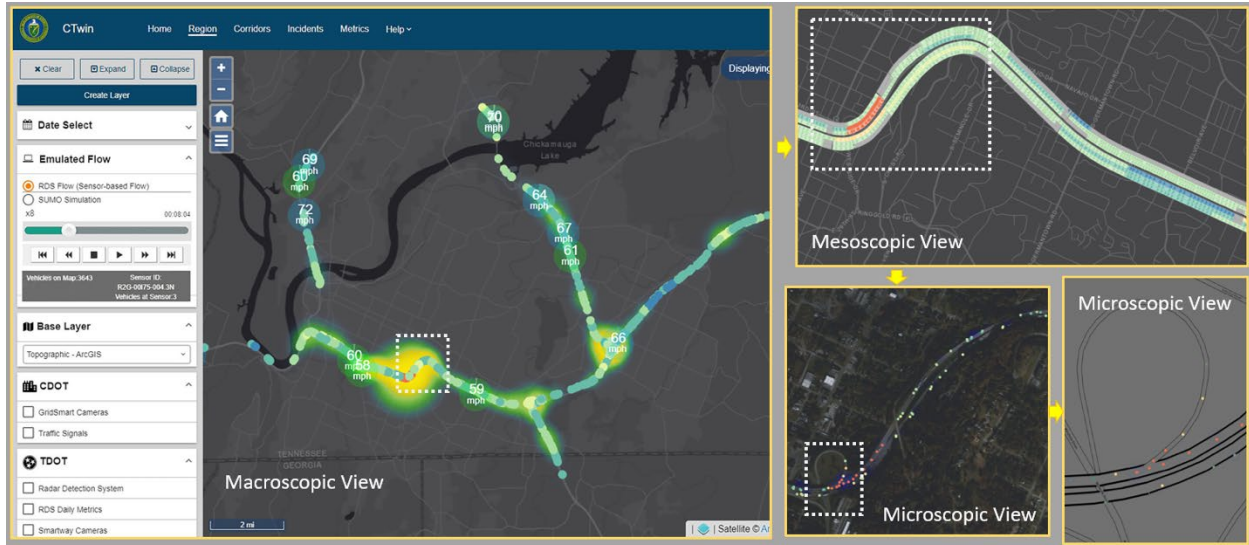 CTwin
Home Region Corridors Incidents Metrics Help
Clear Expand Collapse
Create Layer
Date Select
Emulated Flow
RDS Flow (Sensor-based Flow)
SUMO Simulation
x8 00:08:04
Vehicles on Map:3643 Sensor ID:
R2G-00I75-004.3N
Vehicles at Sensor:3
Base Layer
Topographic - ArcGIS
CDOT
GridSmart Cameras
Traffic Signals
TDOT
Radar Detection System
RDS Daily Metrics
Smartway Cameras
Displaying
mph
69
60
mph
72
mph
Chickamauga
Lake
64
mph
67
mph
61
mph
66
mph
60
mph
58
mph
59
mph
TENNESSEE
GEORGIA
Macroscopic View
2 mi
| Satellite ©
Mesoscopic View
Microscopic View
Microscopic View